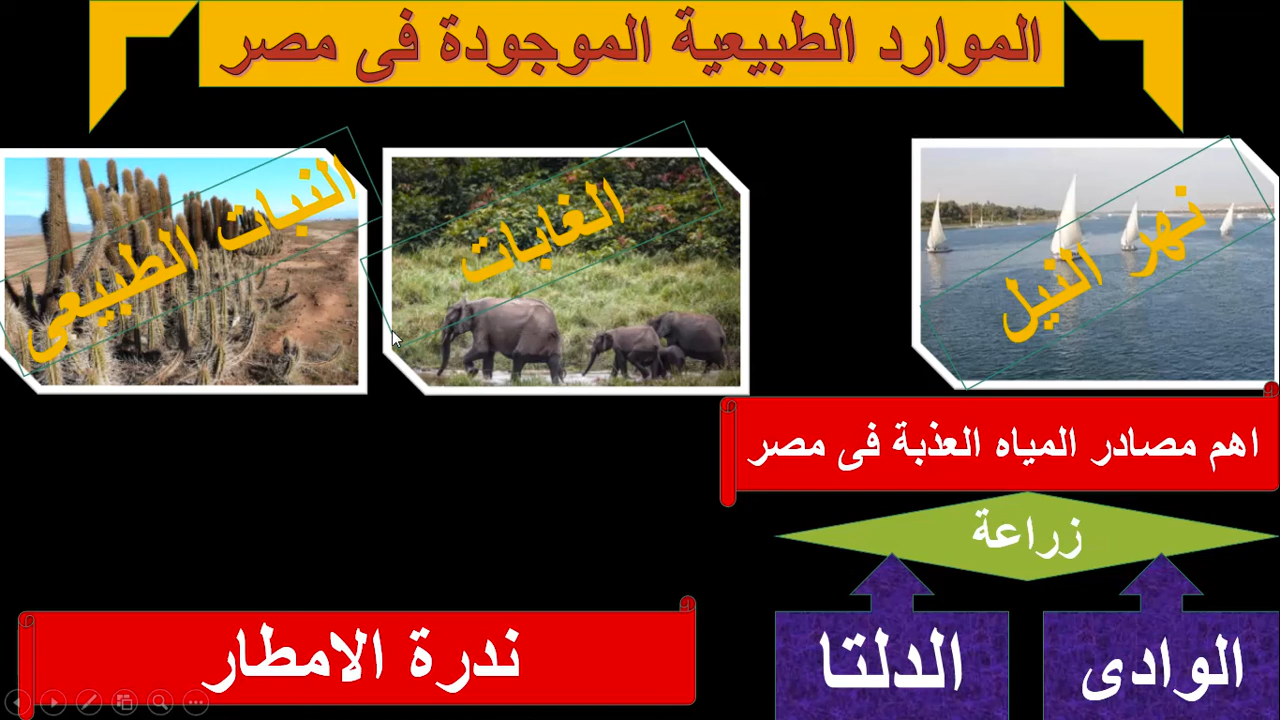 الموارد الطبيعية الموجودة فى مصر
نهر النيل
الغابات
النبات الطبيعى
اهم مصادر المياه العذبة فى مصر
زراعة
الوادى
الدلتا
ندرة الامطار